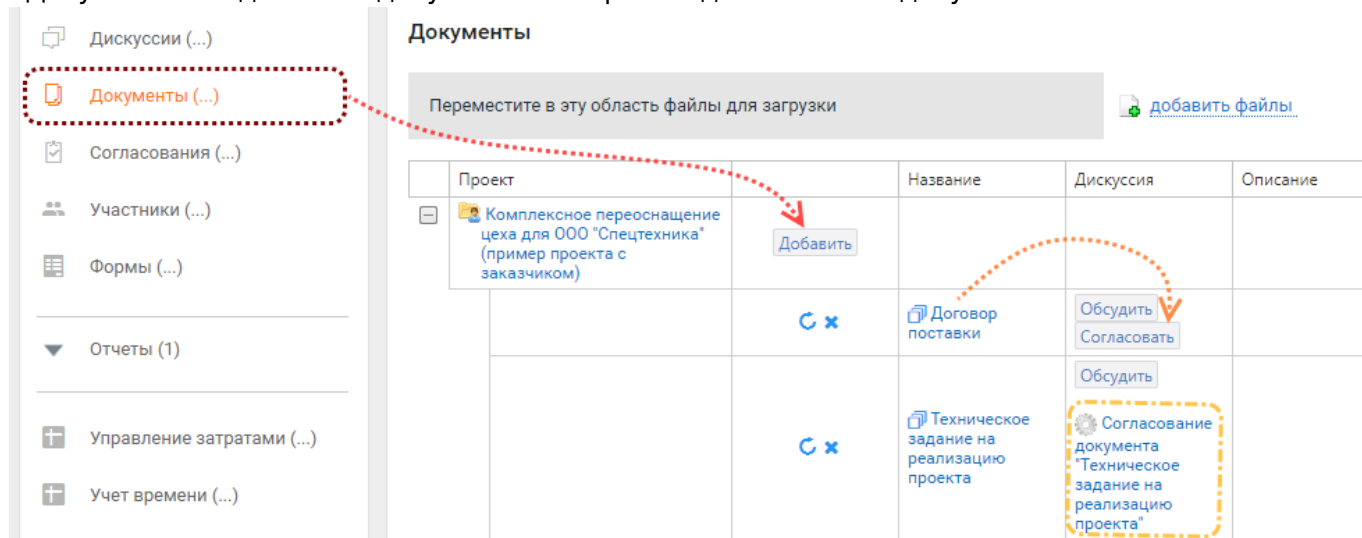 Дискуссии (...)
Документы (...)
Согласования (...)
Участники (...)
Формы (...)
Отчеты (1)
Управление затратами (...)
Учет времени (...)
Документы
Переместите в эту область файлы для загрузки
добавить файлы
Проект
Название
Дискуссия
Описание
Комплексное переоснащение
цеха для ООО "Спецтехника"
(пример проекта с
заказчиком)
Добавить
Договор
поставки
Обсудить
Согласовать
Техническое
задание на
реализацию
проекта
Обсудить
Согласование
документа
"Техническое
задание на
реализацию
проекта"